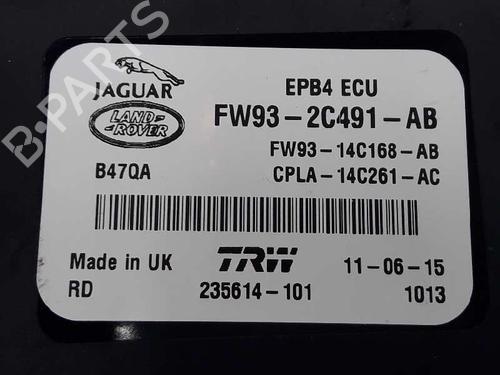 B-PARTS
JAGUAR
LAND-
ROVER
EPB4 ECU
FW93-2C491-AB
FW93-14C168-AB
B47QA
CPLA-14C261-AC
Made in UK
TRW
11-06-15
RD
235614-101
1013